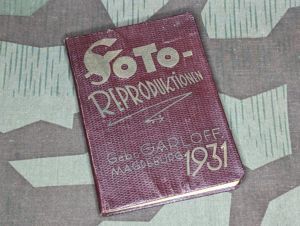 FOTO-
REPRODUKTIONEN
GEBR. GARLOFF
MAGDEBURG 1931